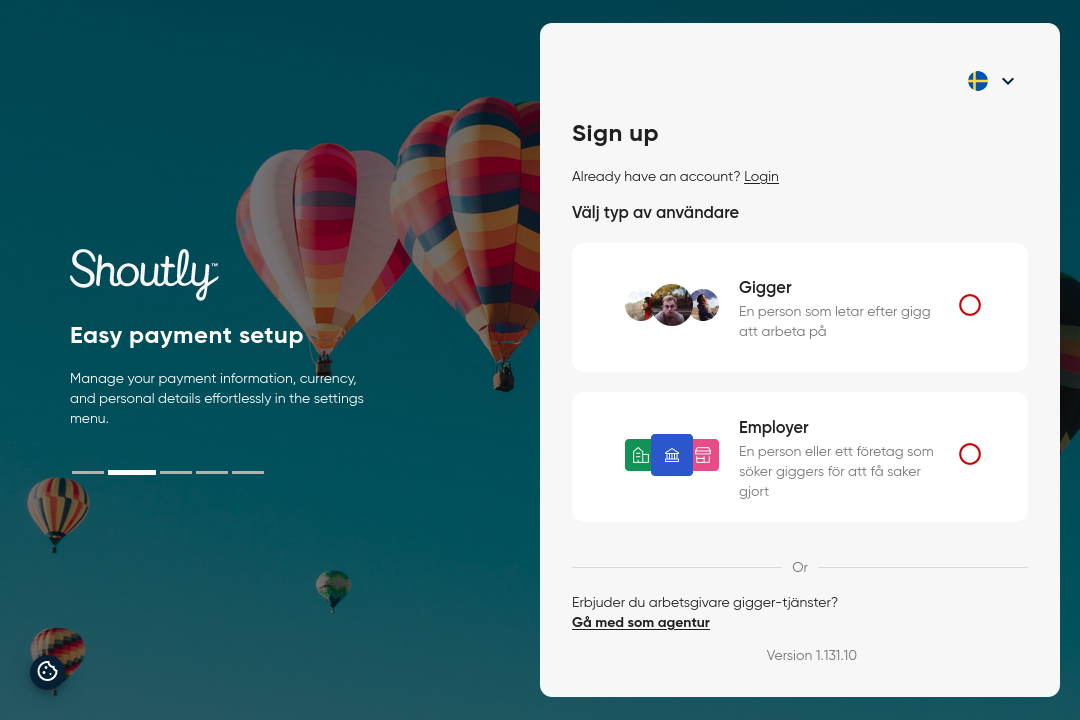 Shoutly™
Easy payment setup
Manage your payment information, currency,
and personal details effortlessly in the settings
menu.
Sign up
Already have an account? Login
Välj typ av användare
Gigger
En person som letar efter gigg
att arbeta på
Employer
En person eller ett företag som
söker giggers för att få saker
gjort
Or
Erbjuder du arbetsgivare gigger-tjänster?
Gå med som agentur
Version 1.131.10